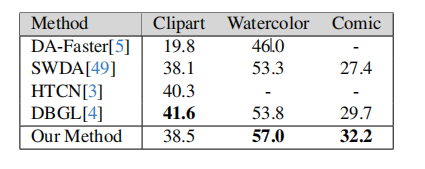 Method Clipart Watercolor Comic
DA-Faster[5] 19.8 46.0 -
SWDA[49] 38.1 53.3 27.4
HTCN[3] 40.3 - -
DBGL[4] 41.6 53.8 29.7
Our Method 38.5 57.0 32.2